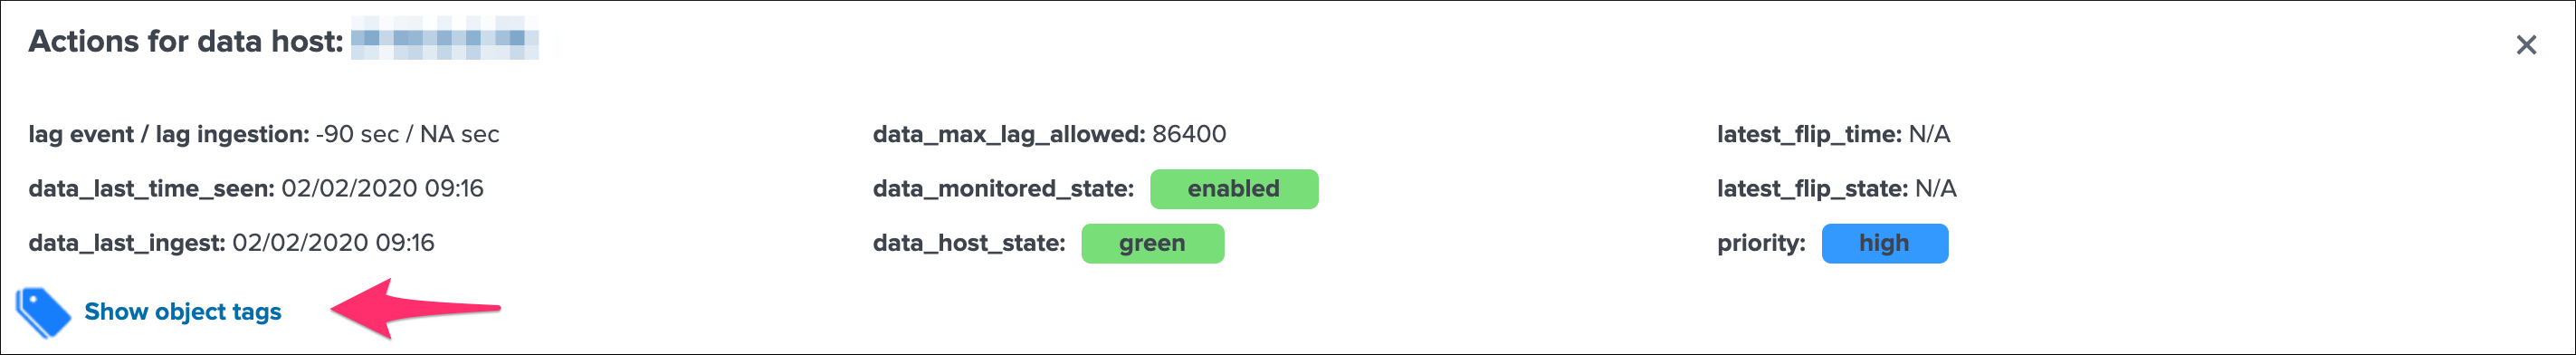 Actions for data host:
lag event / lag ingestion: -90 sec / NA sec
data_max_lag_allowed: 86400
latest_flip_time: N/A
data_last_time_seen: 02/02/2020 09:16
data_monitored_state: enabled
latest_flip_state: N/A
data_last_ingest: 02/02/2020 09:16
data_host_state: green
priority: high
Show object tags